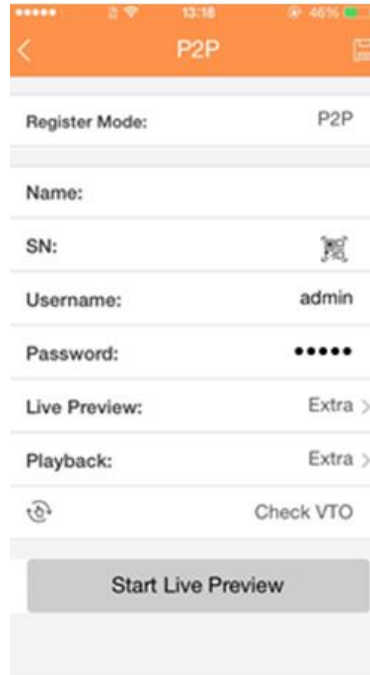 13:18 46%
P2P
Register Mode: P2P
Name:
SN:
Username: admin
Password: •••••
Live Preview: Extra
Playback: Extra
Check VTO
Start Live Preview